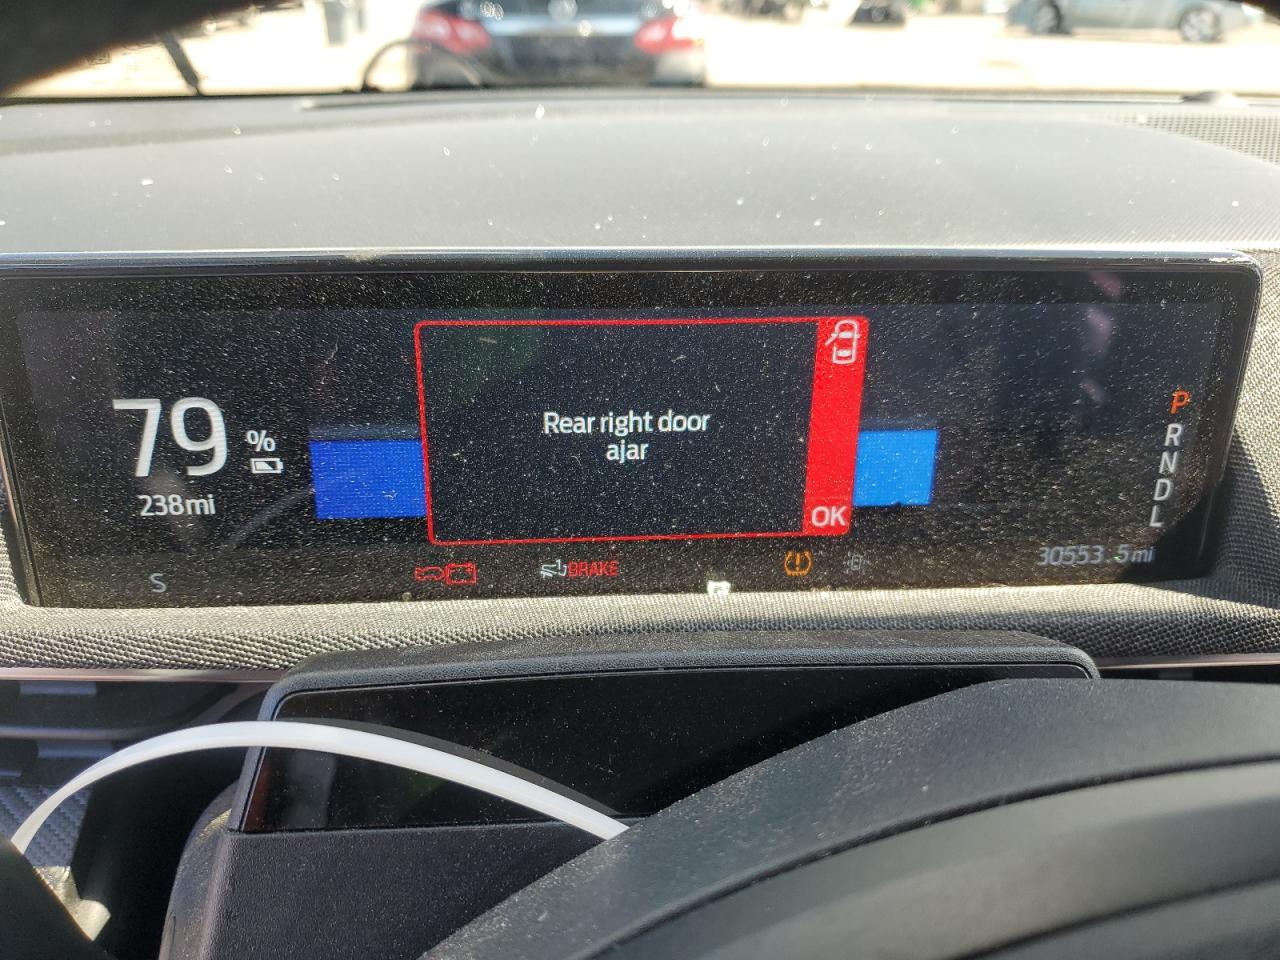 79 %
238mi
Rear right door
ajar
OK
P
R
N
D
L
S
BRAKE
30553.5mi